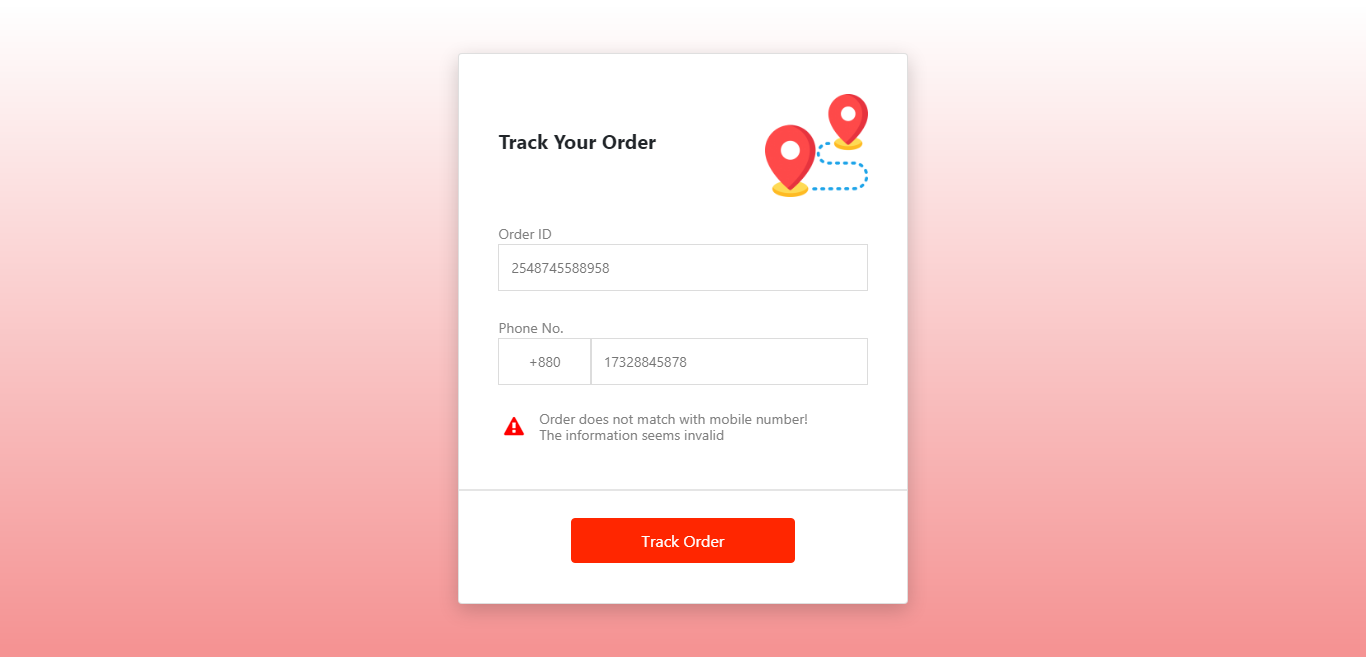 Track Your Order
Order ID
2548745588958
Phone No.
+880 17328845878
Order does not match with mobile number!
The information seems invalid
Track Order